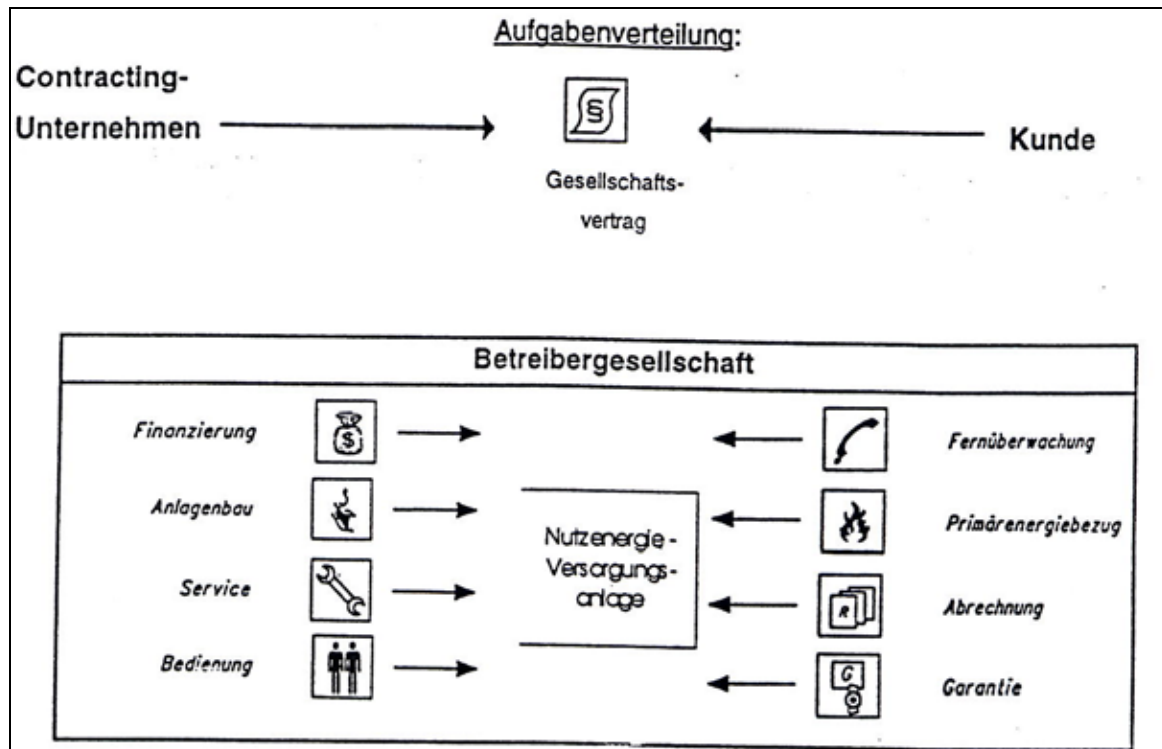 Aufgabenverteilung:
Contracting-
Unternehmen
§
Kunde
Gesellschafts-
vertrag
Betreibergesellschaft
Finanzierung
$
Fernüberwachung
Anlagenbau
Primärenergiebezug
Nutzenergie-
Versorgungs-
anlage
Service
R
Abrechnung
Bedienung
G
Garantie